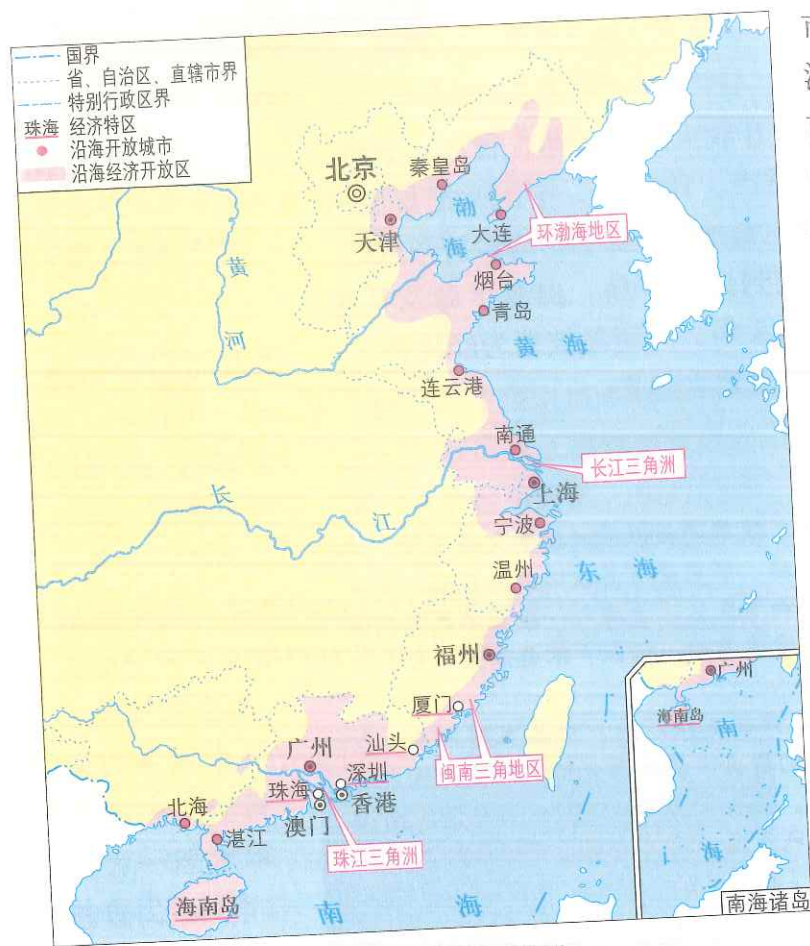 国界
省、自治区、直辖市界
特别行政区界
珠海 经济特区
沿海开放城市
沿海经济开放区
北京
秦皇岛
渤
海
天津
大连
环渤海地区
烟台
青岛
黄
河
黄海
连云港
南通
长江三角洲
上海
长
江
宁波
温州
东海
福州
厦门
汕头
闽南三角地区
广州
深圳
珠海
香港
澳门
北海
湛江
珠江三角洲
海南岛
南海
广州
海南岛
南
海
南海诸岛